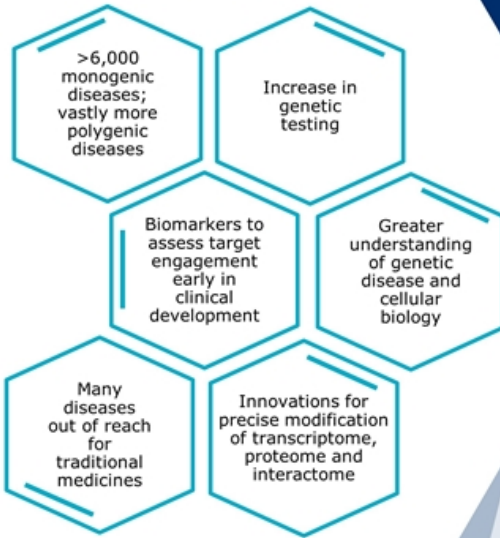 >6,000
monogenic
diseases;
vastly more
polygenic
diseases
Increase in
genetic
testing
Biomarkers to
assess target
engagement
early in
clinical
development
Greater
understanding
of genetic
disease and
cellular
biology
Many
diseases
out of reach
for
traditional
medicines
Innovations for
precise modification
of transcriptome,
proteome and
interactome